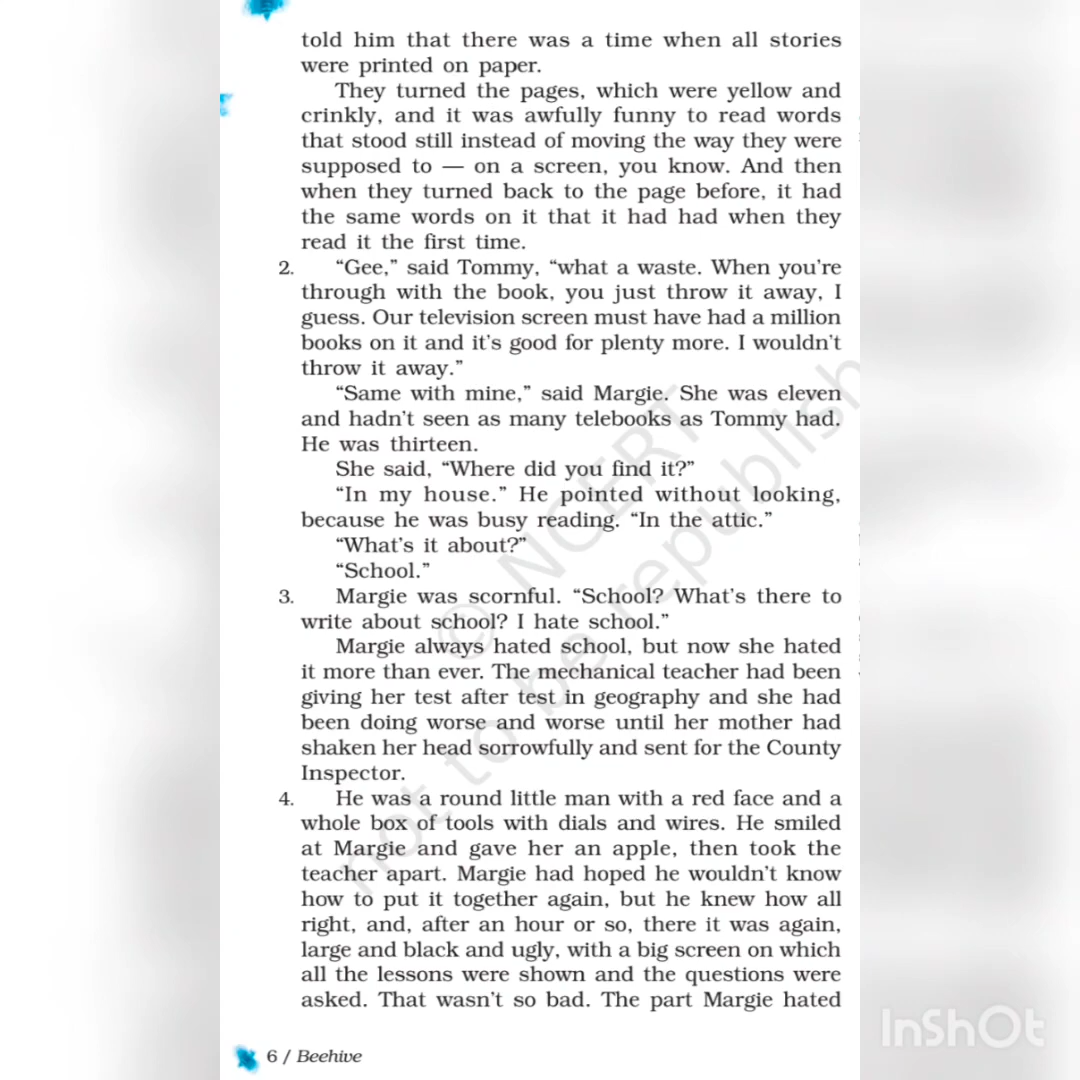 told him that there was a time when all stories
were printed on paper.
They turned the pages, which were yellow and
crinkly, and it was awfully funny to read words
that stood still instead of moving the way they were
supposed to — on a screen, you know. And then
when they turned back to the page before, it had
the same words on it that it had had when they
read it the first time.
2. “Gee,” said Tommy, “what a waste. When you’re
through with the book, you just throw it away, I
guess. Our television screen must have had a million
books on it and it’s good for plenty more. I wouldn’t
throw it away.”
“Same with mine,” said Margie. She was eleven
and hadn’t seen as many telebooks as Tommy had.
He was thirteen.
She said, “Where did you find it?”
“In my house.” He pointed without looking,
because he was busy reading. “In the attic.”
“What’s it about?”
“School.”
3. Margie was scornful. “School? What’s there to
write about school? I hate school.”
Margie always hated school, but now she hated
it more than ever. The mechanical teacher had been
giving her test after test in geography and she had
been doing worse and worse until her mother had
shaken her head sorrowfully and sent for the County
Inspector.
4. He was a round little man with a red face and a
whole box of tools with dials and wires. He smiled
at Margie and gave her an apple, then took the
teacher apart. Margie had hoped he wouldn’t know
how to put it together again, but he knew how all
right, and, after an hour or so, there it was again,
large and black and ugly, with a big screen on which
all the lessons were shown and the questions were
asked. That wasn’t so bad. The part Margie hated
6 / Beehive
© NCERT
not to be republish
InShOt